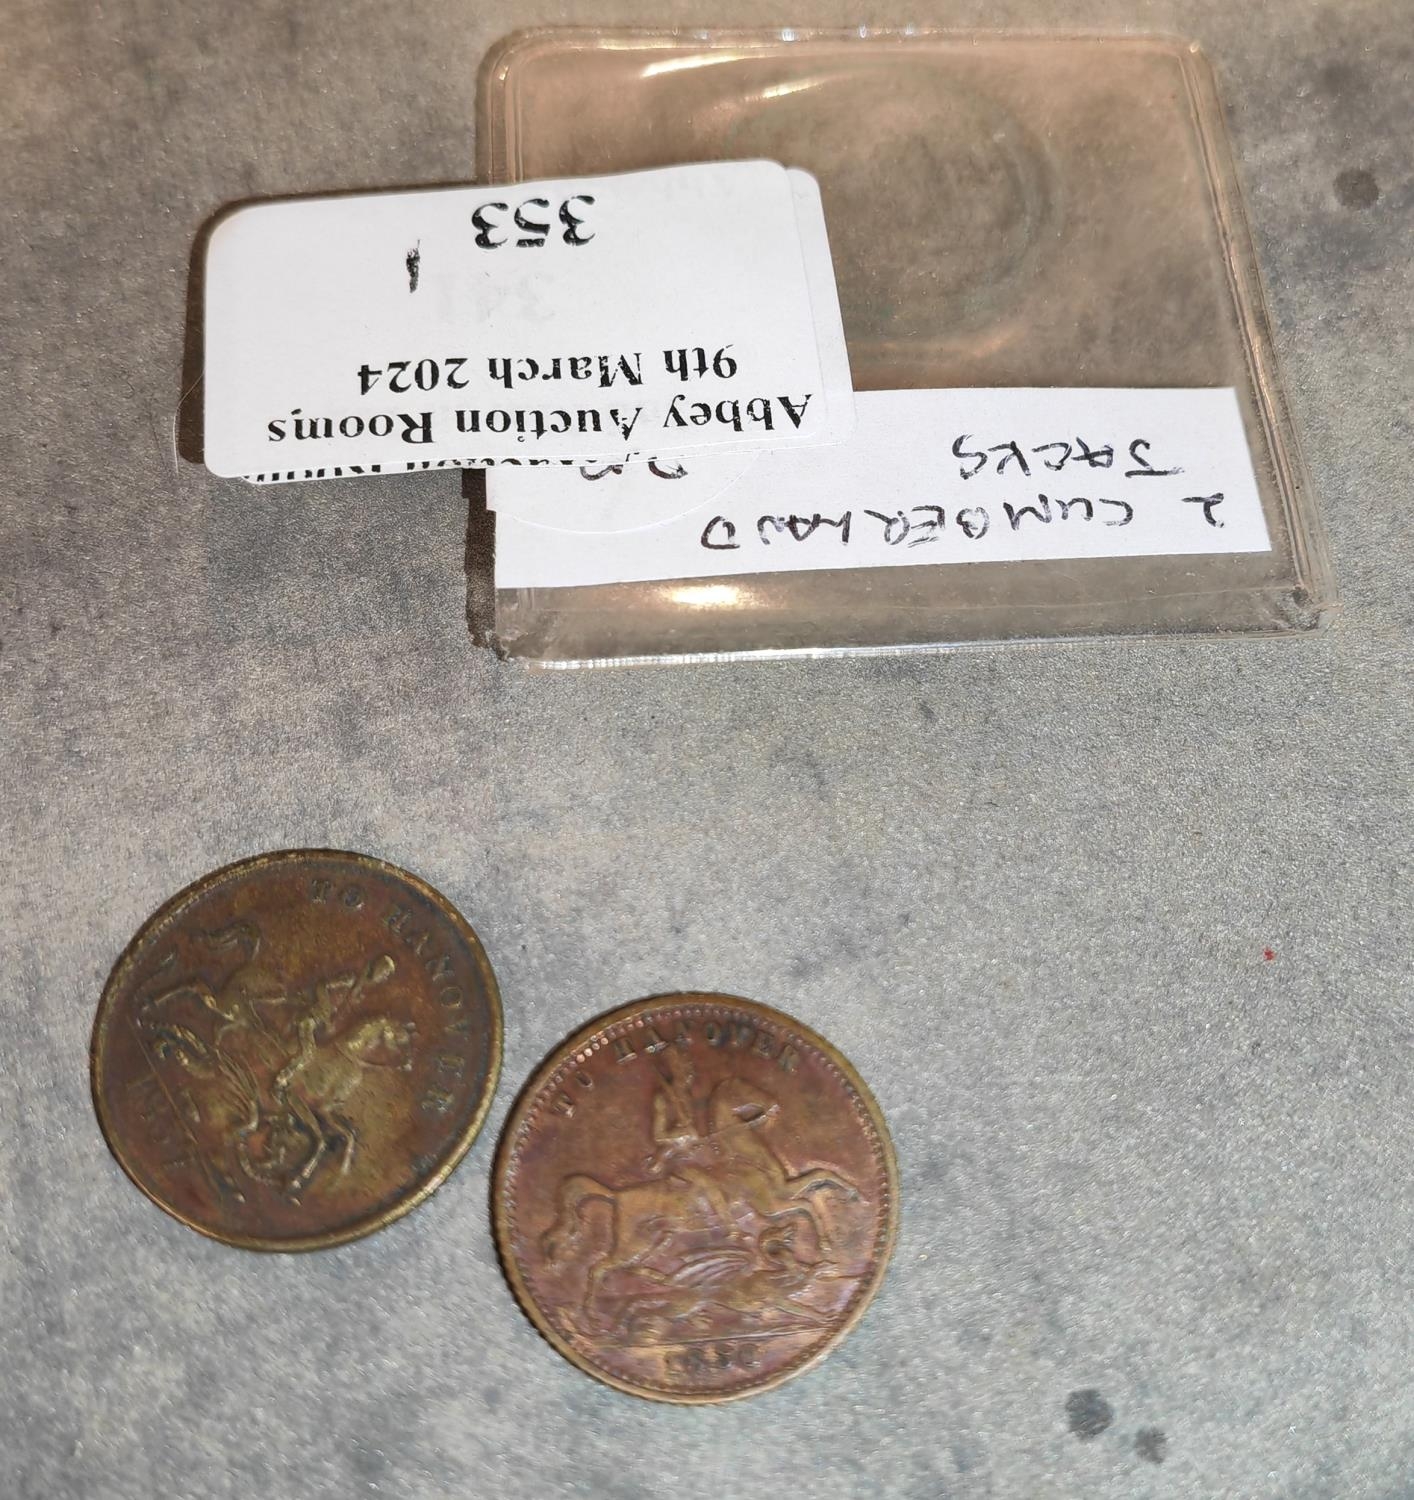 Abbey Auction Rooms
9th March 2024
353
2 CUMBERLAND
JACKS
TO HANOVER
TO HANOVER